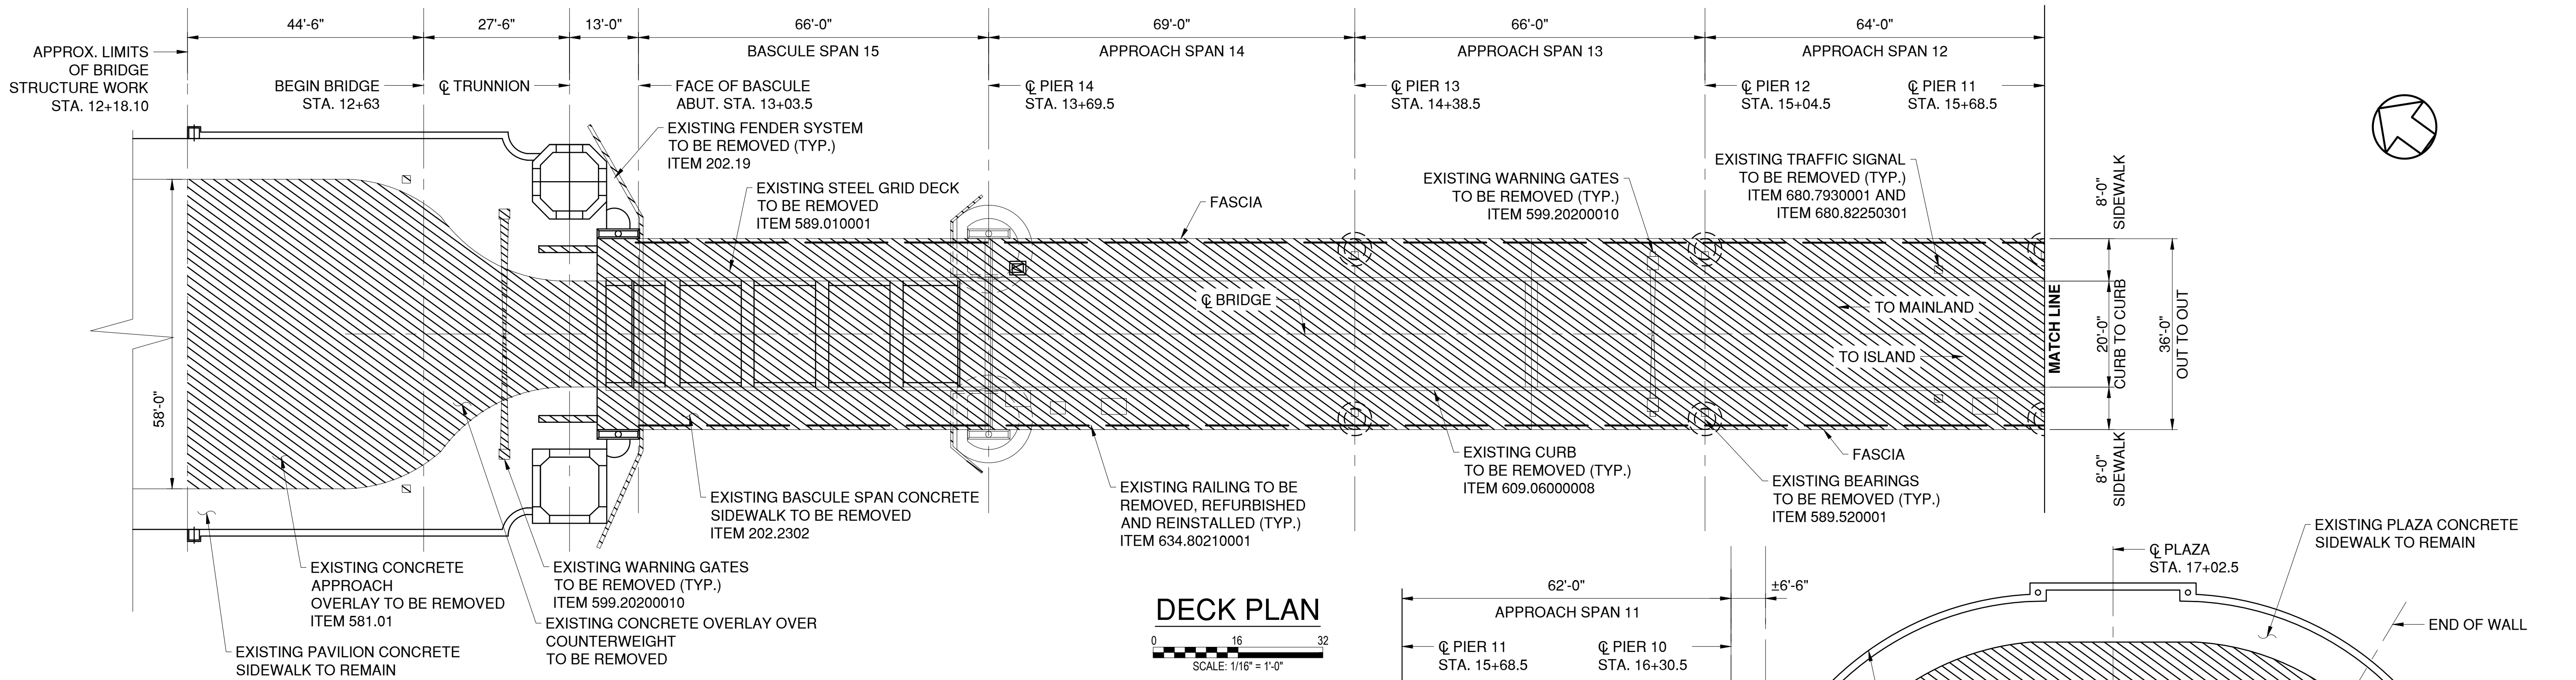 44'-6"
27'-6"
13'-0"
66'-0"
69'-0"
66'-0"
64'-0"
BASCULE SPAN 15
APPROACH SPAN 14
APPROACH SPAN 13
APPROACH SPAN 12
APPROX. LIMITS
OF BRIDGE
STRUCTURE WORK
STA. 12+18.10
BEGIN BRIDGE
STA. 12+63
℄ TRUNNION
FACE OF BASCULE
ABUT. STA. 13+03.5
℄ PIER 14
STA. 13+69.5
℄ PIER 13
STA. 14+38.5
℄ PIER 12
STA. 15+04.5
℄ PIER 11
STA. 15+68.5
EXISTING FENDER SYSTEM
TO BE REMOVED (TYP.)
ITEM 202.19
EXISTING STEEL GRID DECK
TO BE REMOVED
ITEM 589.010001
FASCIA
EXISTING WARNING GATES
TO BE REMOVED (TYP.)
ITEM 599.20200010
EXISTING TRAFFIC SIGNAL
TO BE REMOVED (TYP.)
ITEM 680.7930001 AND
ITEM 680.82250301
8'-0"
SIDEWALK
℄ BRIDGE
TO MAINLAND
TO ISLAND
MATCH LINE
20'-0"
CURB TO CURB
36'-0"
OUT TO OUT
8'-0"
SIDEWALK
58'-0"
EXISTING CONCRETE
APPROACH
OVERLAY TO BE REMOVED
ITEM 581.01
EXISTING PAVILION CONCRETE
SIDEWALK TO REMAIN
EXISTING WARNING GATES
TO BE REMOVED (TYP.)
ITEM 599.20200010
EXISTING CONCRETE OVERLAY OVER
COUNTERWEIGHT
TO BE REMOVED
EXISTING BASCULE SPAN CONCRETE
SIDEWALK TO BE REMOVED
ITEM 202.2302
EXISTING RAILING TO BE
REMOVED, REFURBISHED
AND REINSTALLED (TYP.)
ITEM 634.80210001
EXISTING CURB
TO BE REMOVED (TYP.)
ITEM 609.06000008
FASCIA
EXISTING BEARINGS
TO BE REMOVED (TYP.)
ITEM 589.520001
DECK PLAN
0 16 32
SCALE: 1/16" = 1'-0"
62'-0"
±6'-6"
APPROACH SPAN 11
℄ PIER 11
STA. 15+68.5
℄ PIER 10
STA. 16+30.5
℄ PLAZA
STA. 17+02.5
EXISTING PLAZA CONCRETE
SIDEWALK TO REMAIN
END OF WALL